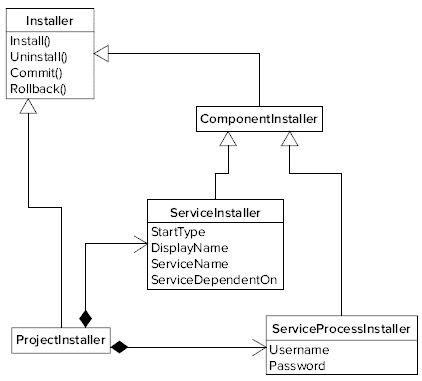 Installer
Install()
Uninstall()
Commit()
Rollback()
ComponentInstaller
ServiceInstaller
StartType
DisplayName
ServiceName
ServiceDependentOn
ProjectInstaller
ServiceProcessInstaller
Username
Password